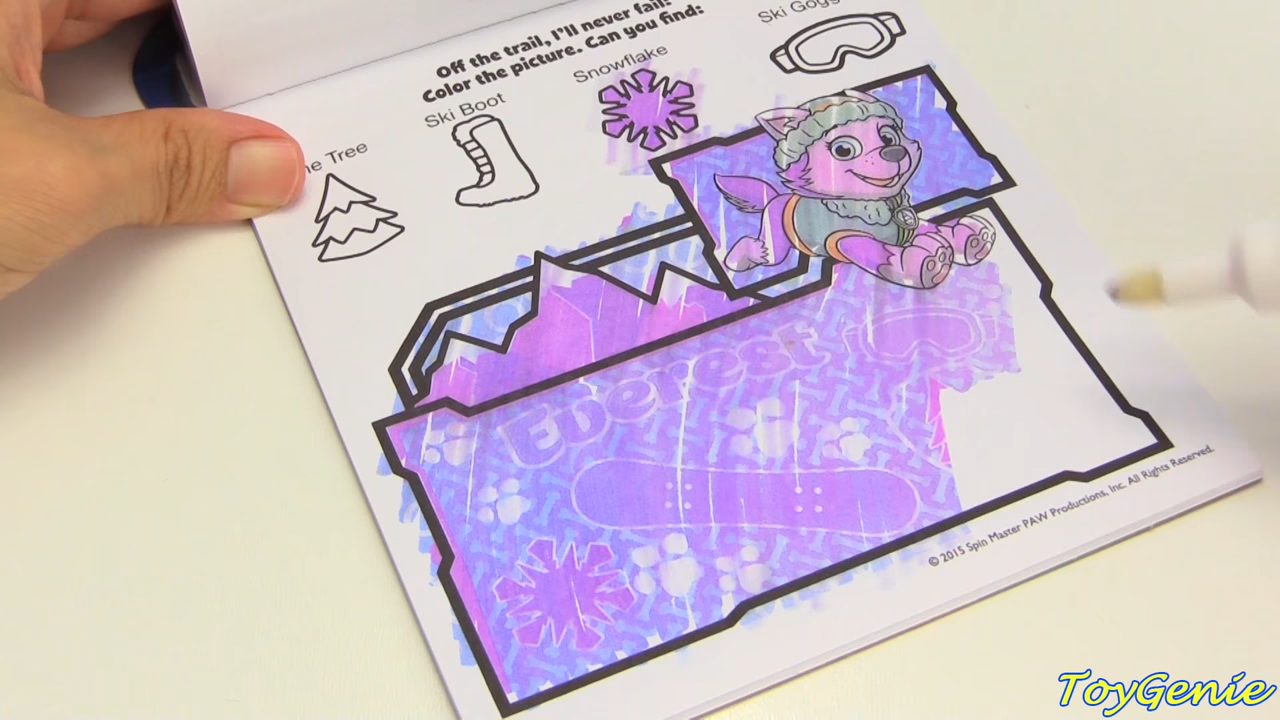 Off the trail, I'll never fail!
Color the picture. Can you find:
Ski
Snowflake
Ski Boot
Tree
Everest
© 2015 Spin Master PAW Productions, Inc. All Rights Reserved.
ToyGenie